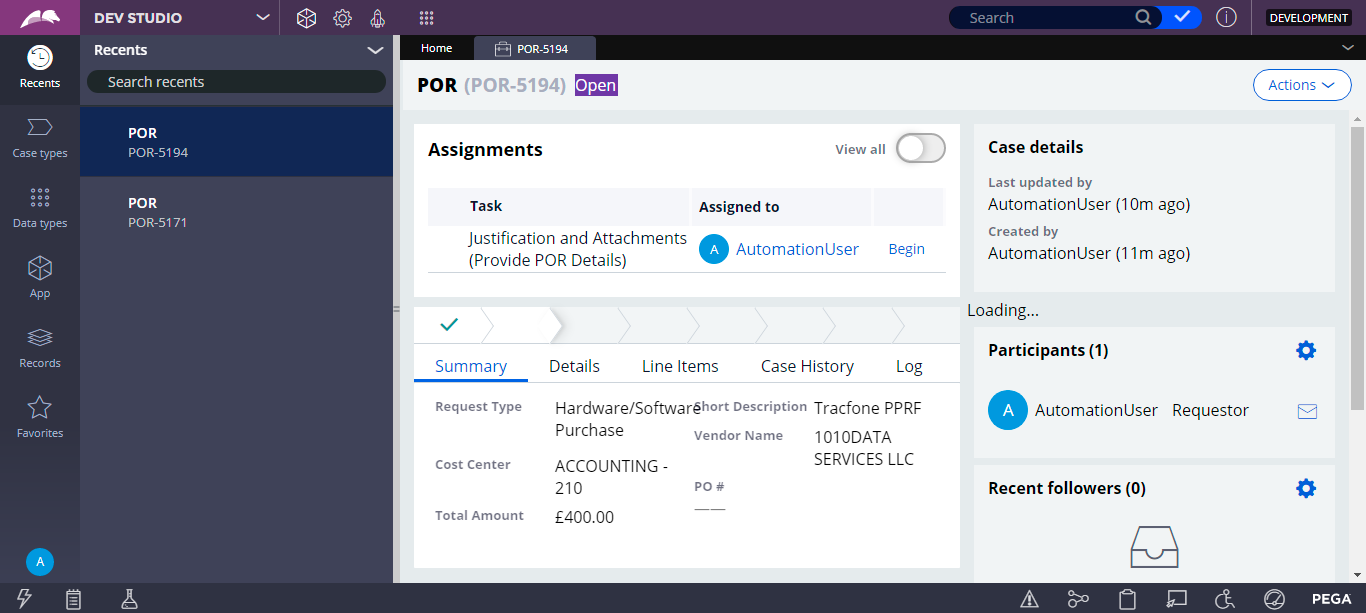 DEV STUDIO
Search
DEVELOPMENT
Recents
Recents
Search recents
Home
POR-5194
POR (POR-5194) Open
Actions
POR
POR-5194
POR
POR-5171
Case types
Data types
App
Records
Favorites
A
Assignments
View all
Task
Assigned to
Justification and Attachments
(Provide POR Details)
A
AutomationUser
Begin
Summary
Details
Line Items
Case History
Log
Request Type
Hardware/Software
Purchase
Short Description
Tracfone PPRF
Vendor Name
1010DATA
SERVICES LLC
Cost Center
ACCOUNTING -
210
PO #
——
Total Amount
£400.00
Case details
Last updated by
AutomationUser (10m ago)
Created by
AutomationUser (11m ago)
Loading...
Participants (1)
A
AutomationUser
Requestor
Recent followers (0)
PEGA